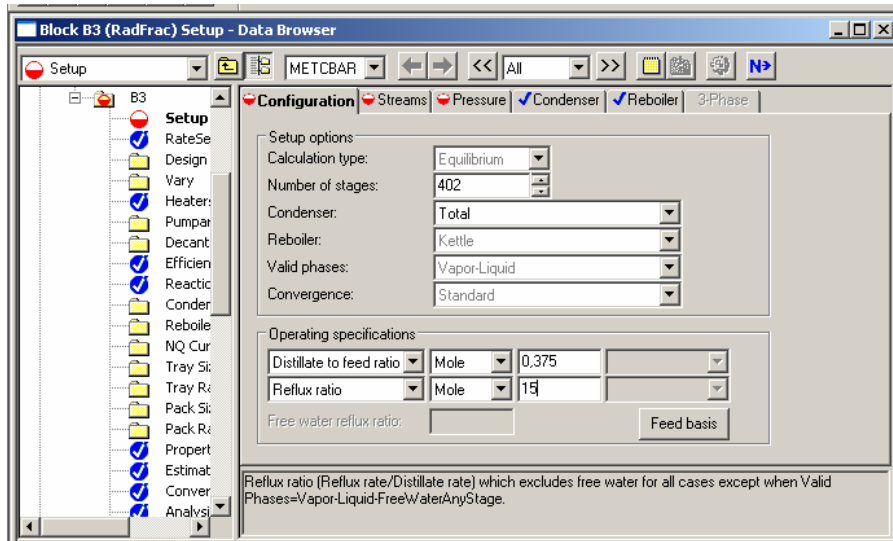 Block B3 (RadFrac) Setup - Data Browser
Setup METCBAR << All >> N
B3
Setup
RateSe
Design
Vary
Heaters
Pumpar
Decant
Efficien
Reactio
Conden
Reboile
NQ Cur
Tray Siz
Tray Ra
Pack Siz
Pack Ra
Propert
Estimat
Conver
Analysi
Configuration Streams Pressure Condenser Reboiler 3-Phase
Setup options
Calculation type: Equilibrium
Number of stages: 402
Condenser: Total
Reboiler: Kettle
Valid phases: Vapor-Liquid
Convergence: Standard
Operating specifications
Distillate to feed ratio Mole 0,375
Reflux ratio Mole 15
Free water reflux ratio: Feed basis
Reflux ratio (Reflux rate/Distillate rate) which excludes free water for all cases except when Valid
Phases=Vapor-Liquid-FreeWaterAnyStage.